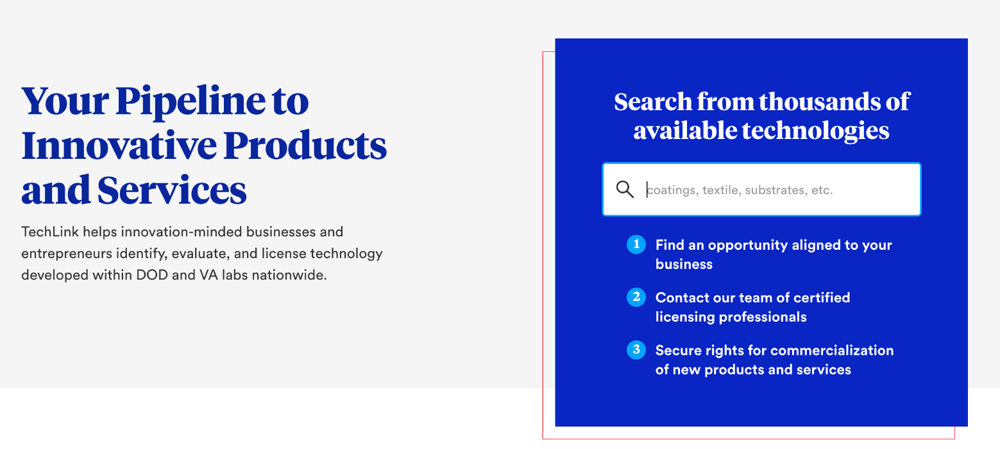 Your Pipeline to
Innovative Products
and Services
TechLink helps innovation-minded businesses and
entrepreneurs identify, evaluate, and license technology
developed within DOD and VA labs nationwide.
Search from thousands of
available technologies
coatings, textile, substrates, etc.
1 Find an opportunity aligned to your
business
2 Contact our team of certified
licensing professionals
3 Secure rights for commercialization
of new products and services